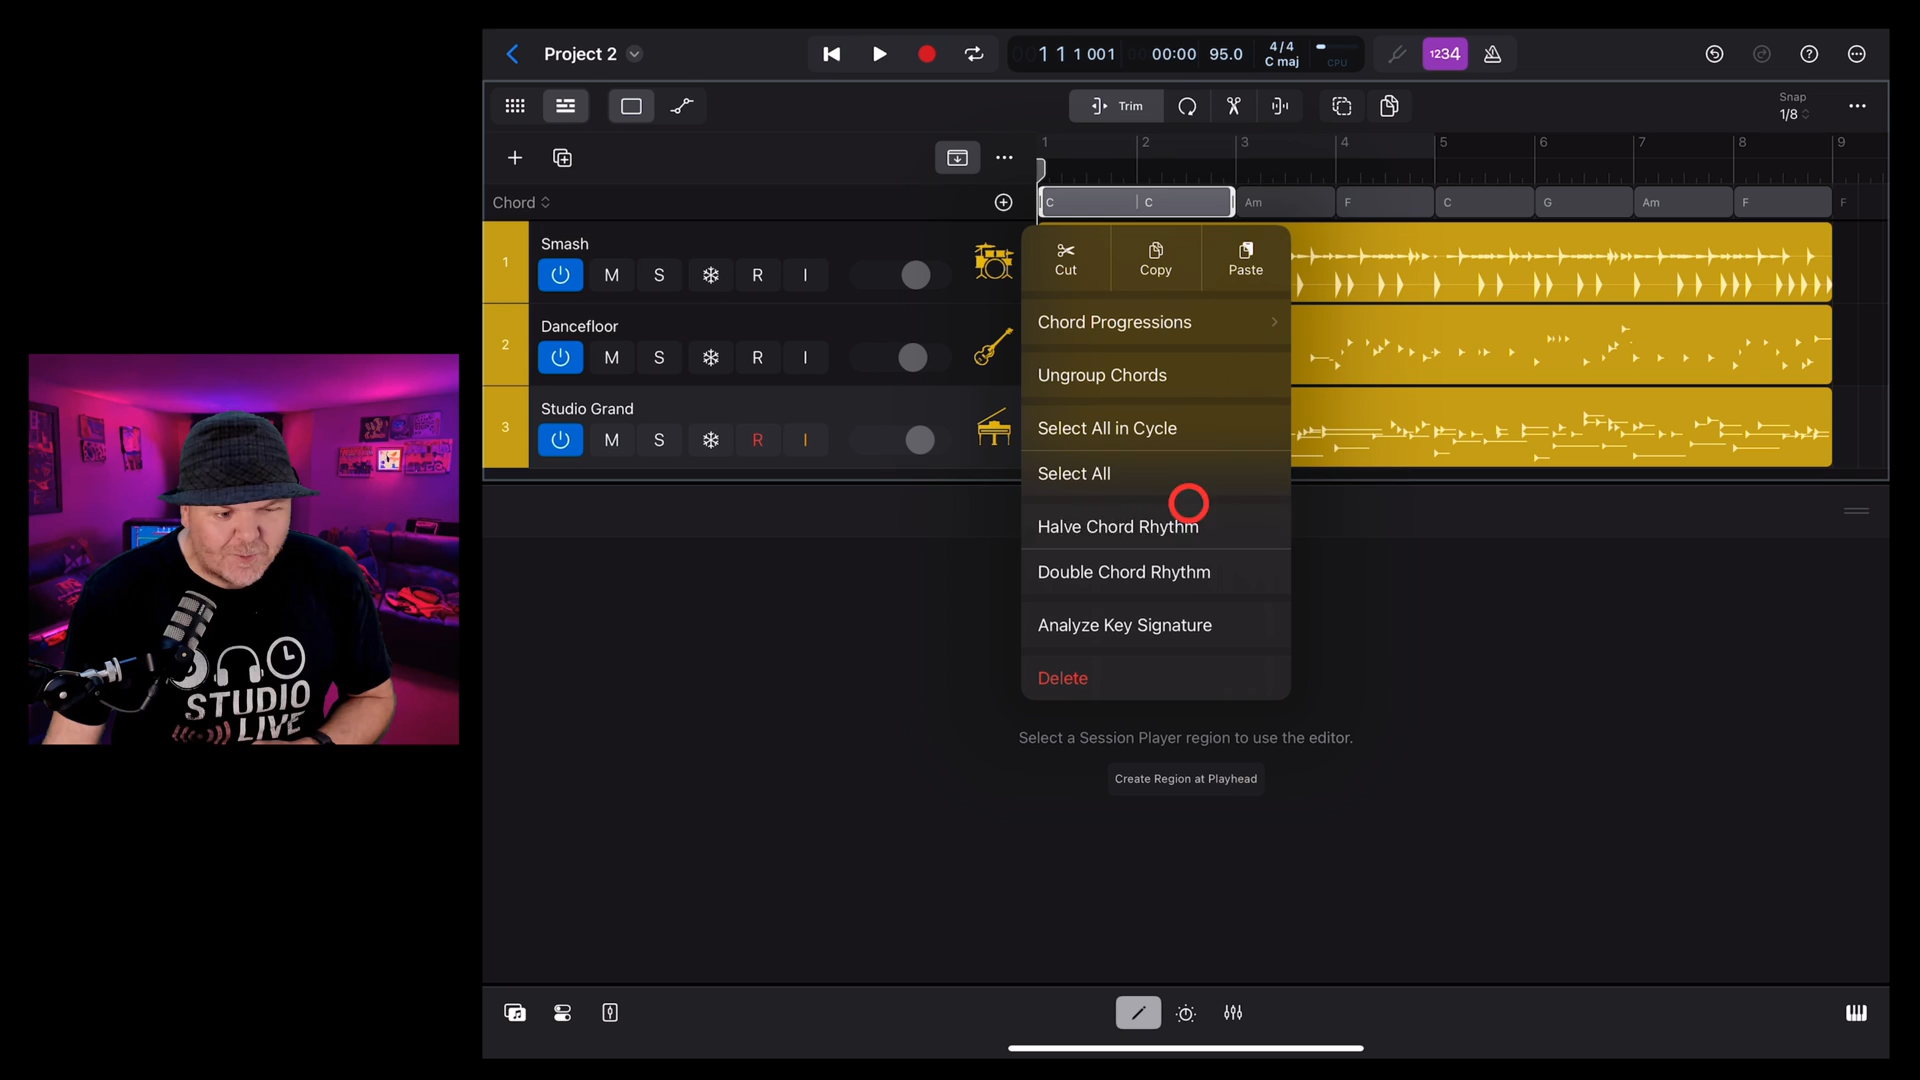 Project 2
1 1 1 001
00:00
95.0
4/4
C maj
CPU
1234
Trim
Snap
1/8
1 2 3 4 5 6 7 8 9
Chord
C C Am F C G Am F F
1
Smash
M S R I
2
Dancefloor
M S R I
3
Studio Grand
M S R I
Cut Copy Paste
Chord Progressions
Ungroup Chords
Select All in Cycle
Select All
Halve Chord Rhythm
Double Chord Rhythm
Analyze Key Signature
Delete
Select a Session Player region to use the editor.
Create Region at Playhead
STUDIO
LIVE